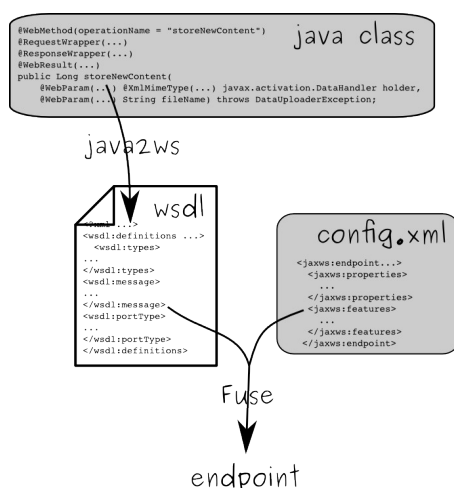 java class
@WebMethod(operationName = "storeNewContent")
@RequestWrapper(...)
@ResponseWrapper(...)
@WebResult(...)
public Long storeNewContent(
@WebParam(...) @XmlMimeType(...) javax.activation.DataHandler holder,
@WebParam(...) String fileName) throws DataUploaderException;
java2ws
wsdl
<?xml ...>
<wsdl:definitions ...>
<wsdl:types>
...
</wsdl:types>
<wsdl:message>
...
</wsdl:message>
<wsdl:portType>
...
</wsdl:portType>
</wsdl:definitions>
config.xml
<jaxws:endpoint...>
<jaxws:properties>
...
</jaxws:properties>
<jaxws:features>
...
</jaxws:features>
</jaxws:endpoint>
Fuse
endpoint